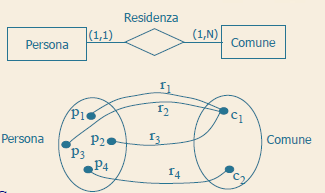 Residenza
Persona (1,1) (1,N) Comune
r1
p1 r2 c1
Persona p2 r3 Comune
p3
p4 r4 c2